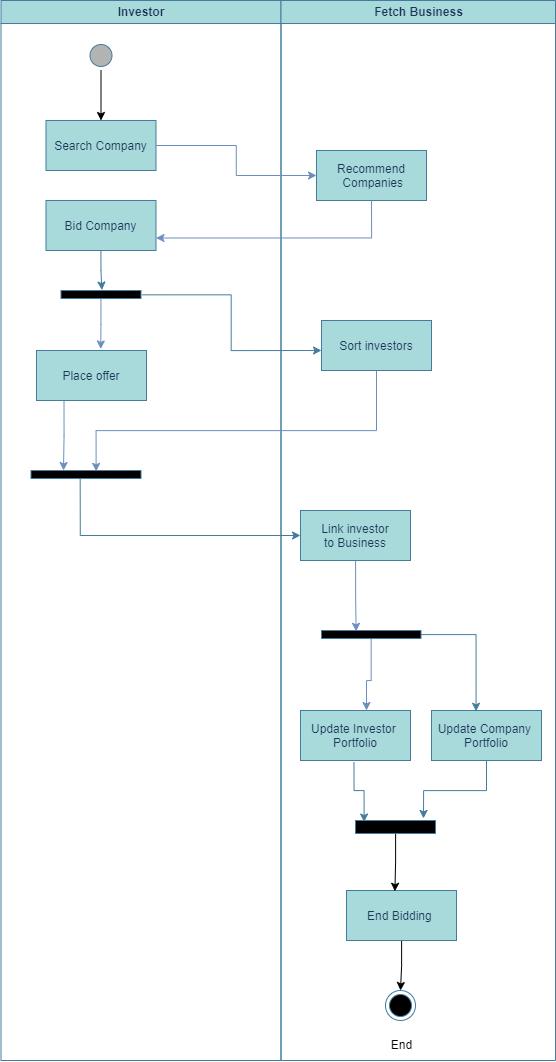 Investor
Fetch Business
Search Company
Recommend
Companies
Bid Company
Sort investors
Place offer
Link investor
to Business
Update Investor
Portfolio
Update Company
Portfolio
End Bidding
End